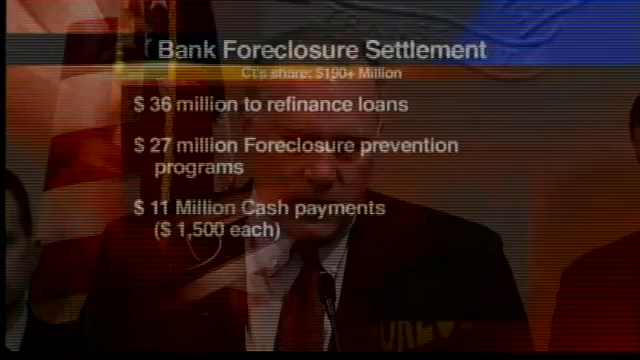 Bank Foreclosure Settlement
CT's share: $190+ Million
$ 36 million to refinance loans
$ 27 million Foreclosure prevention
programs
$ 11 Million Cash payments
($ 1,500 each)